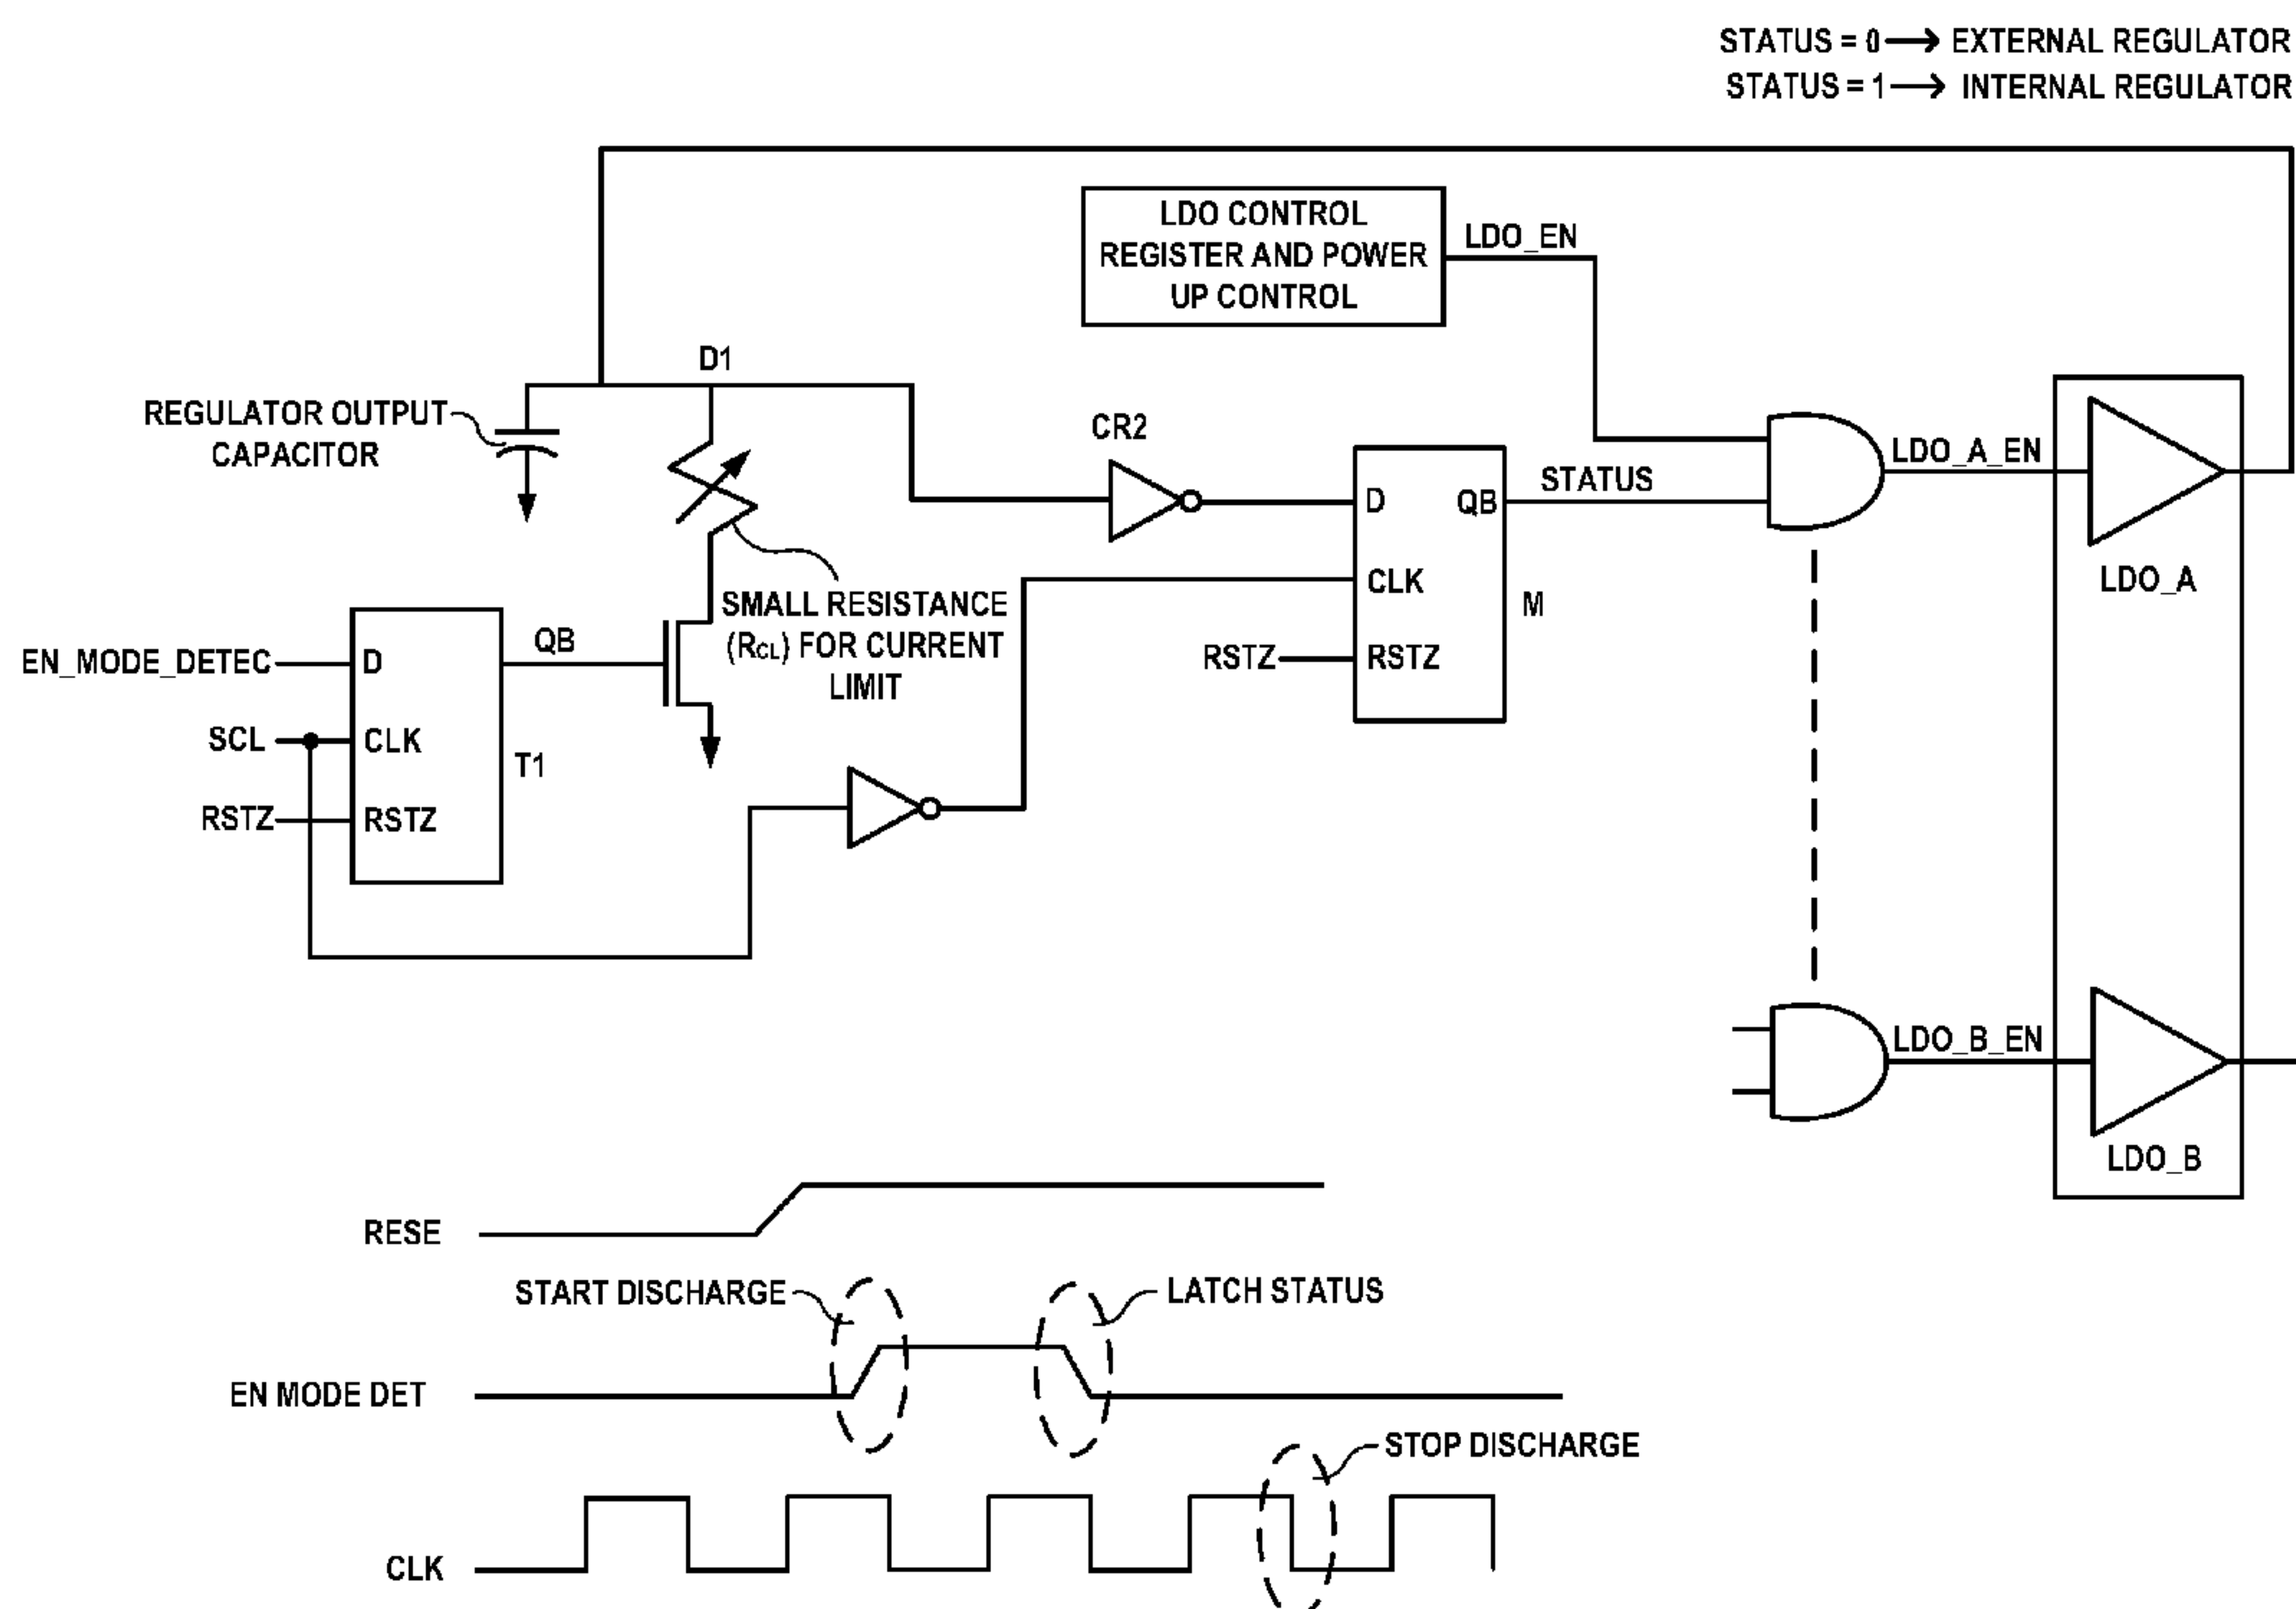 STATUS = 0 → EXTERNAL REGULATOR
STATUS = 1 → INTERNAL REGULATOR
LDO CONTROL
REGISTER AND POWER
UP CONTROL
LDO_EN
D1
REGULATOR OUTPUT
CAPACITOR
CR2
LDO_A_EN
D
QB
STATUS
CLK
LDO_A
SMALL RESISTANCE
(RCL) FOR CURRENT
LIMIT
M
RSTZ
RSTZ
EN_MODE_DETEC
D
QB
SCL
CLK
T1
RSTZ
RSTZ
LDO_B_EN
LDO_B
RESE
START DISCHARGE
LATCH STATUS
EN MODE DET
STOP DISCHARGE
CLK